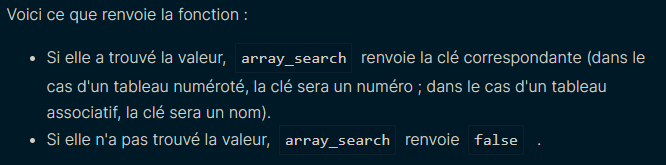 Voici ce que renvoie la fonction :
• Si elle a trouvé la valeur, array_search renvoie la clé correspondante (dans le
cas d'un tableau numéroté, la clé sera un numéro ; dans le cas d'un tableau
associatif, la clé sera un nom).
• Si elle n'a pas trouvé la valeur, array_search renvoie false .